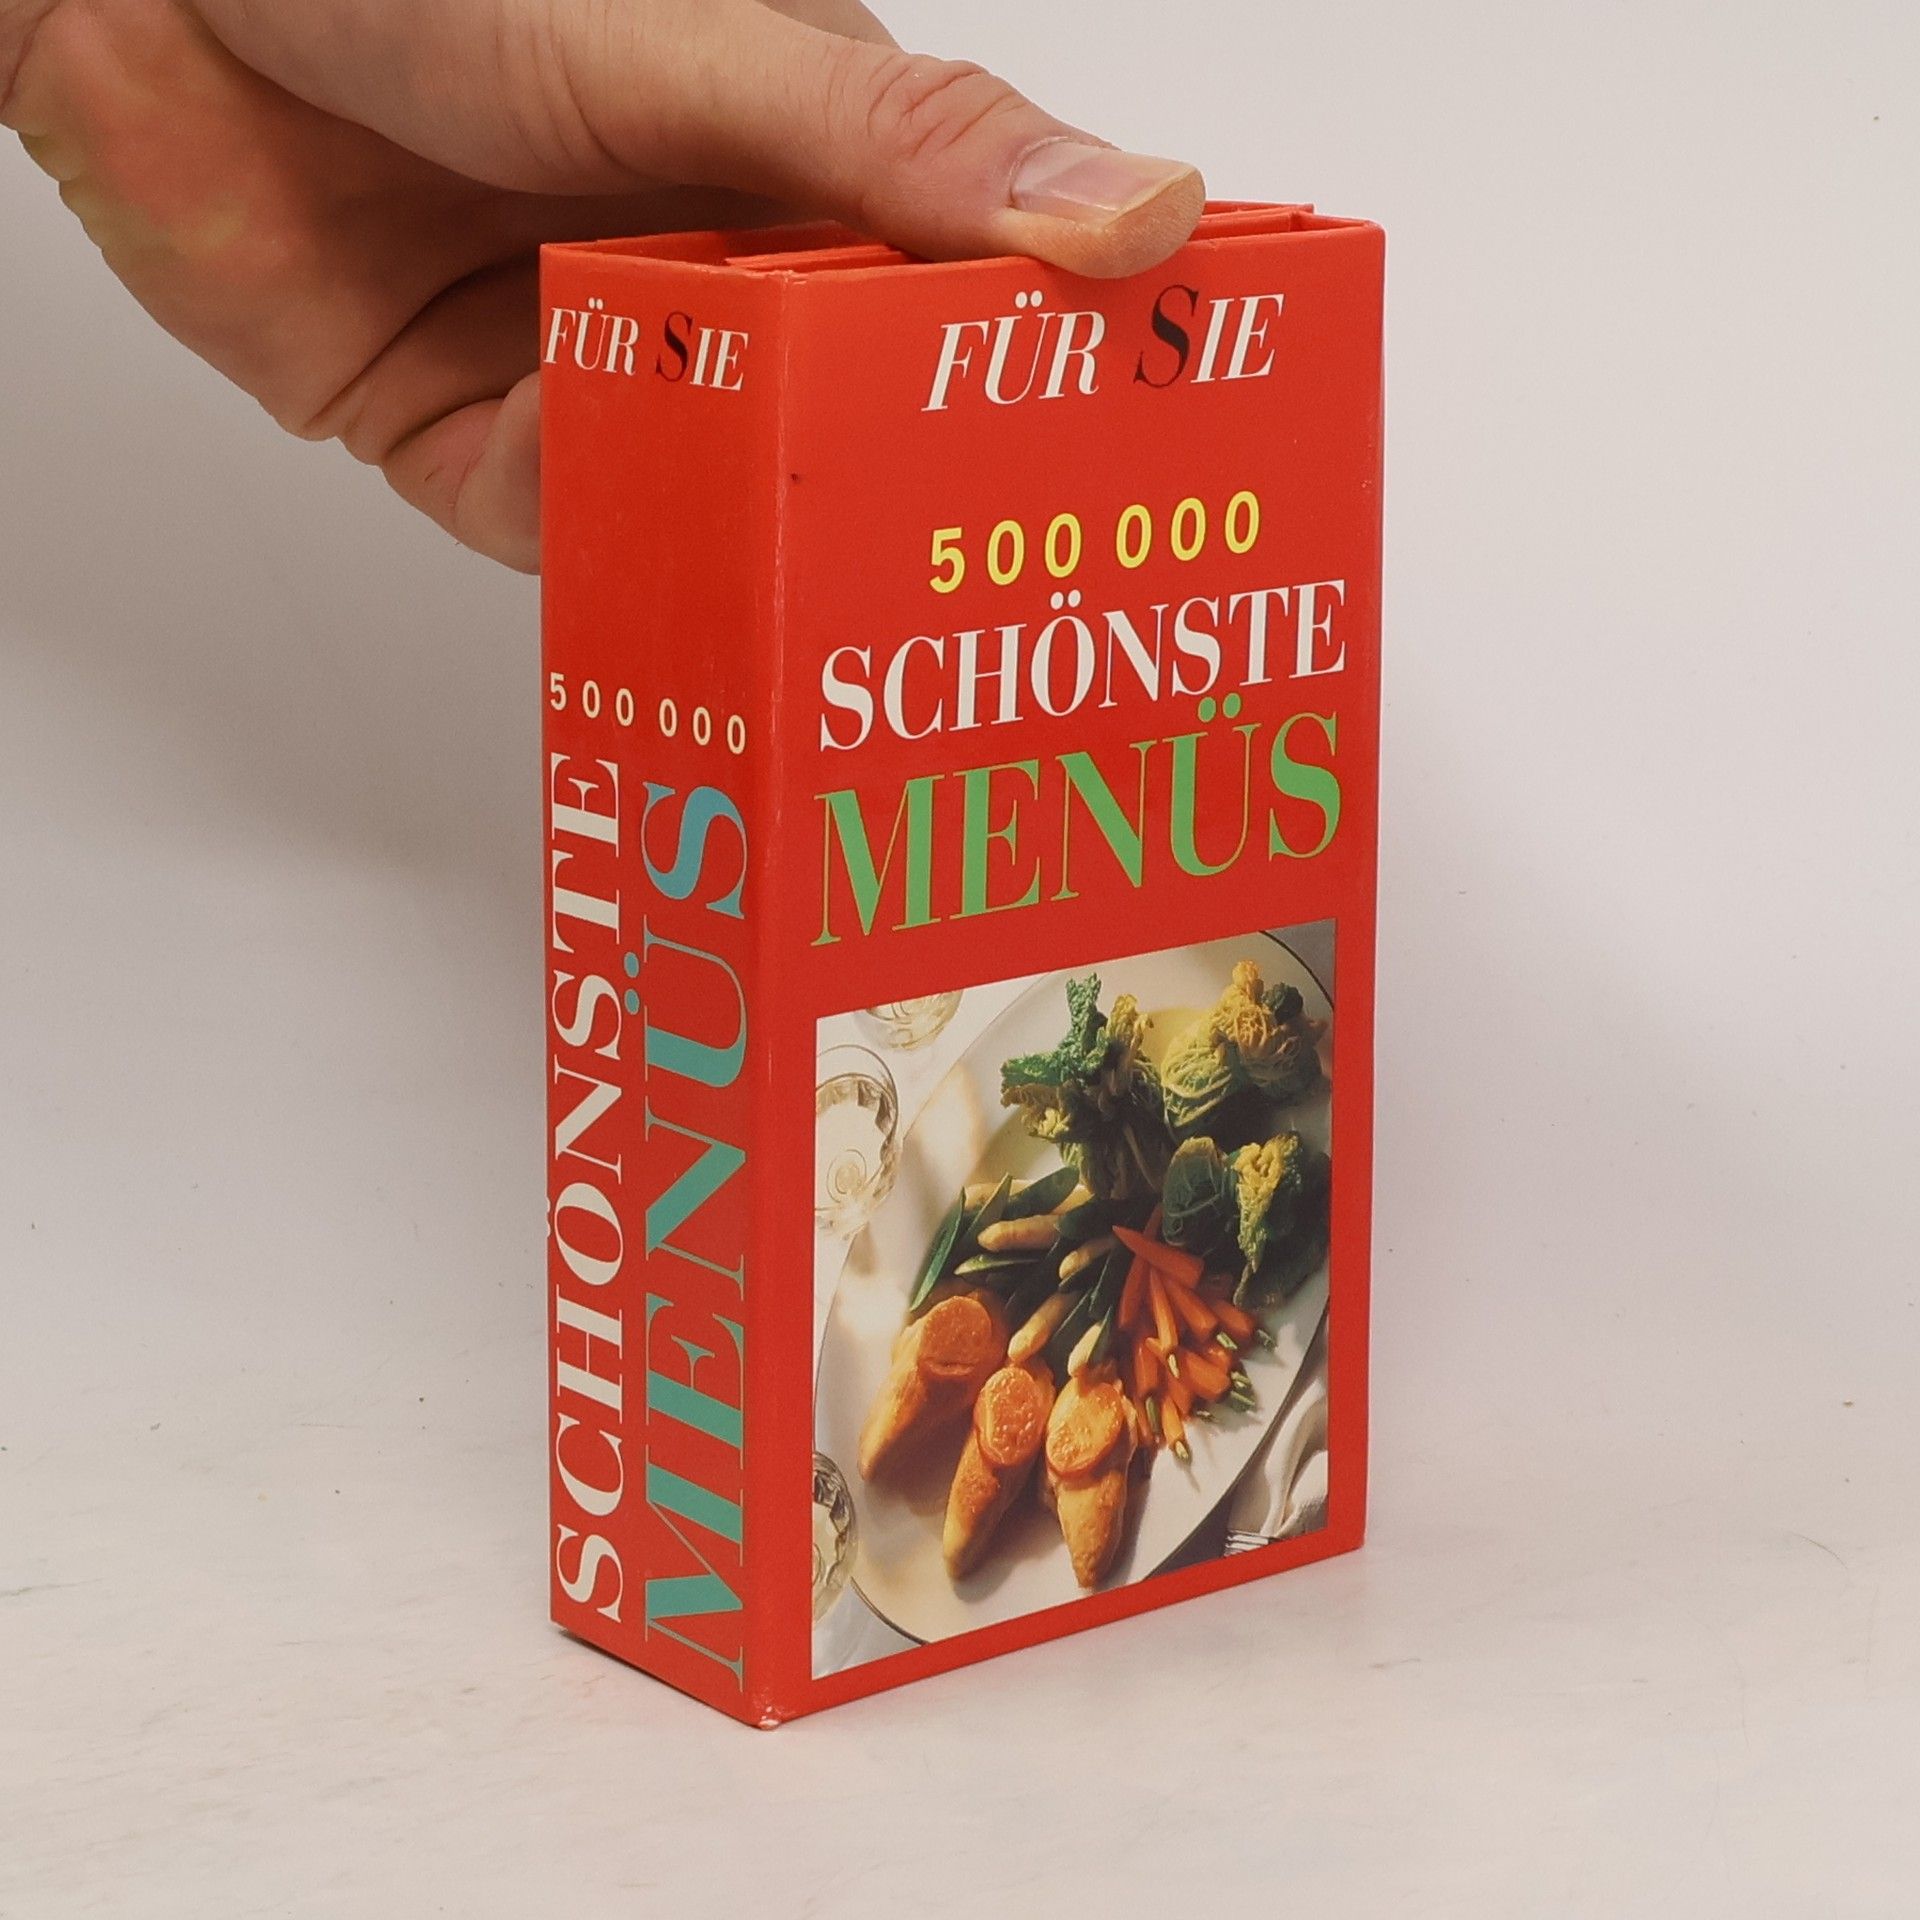 FÜR SIE
500 000
SCHÖNSTE
MENÜS
FÜR SIE
500 000
SCHÖNSTE
MENÜS